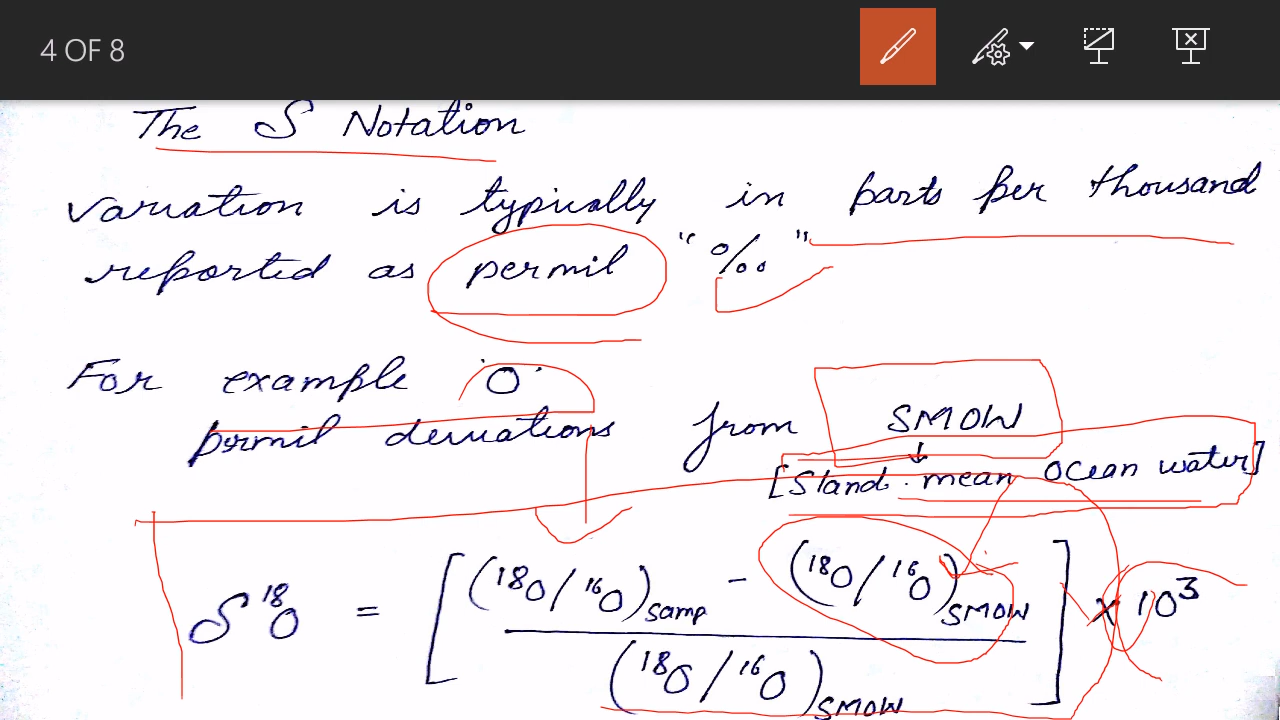 4 OF 8
The δ Notation
variation is typically in parts per thousand
reported as permil "‰"
For example 'O'
permil deviations from SMOW
[Stand. mean Ocean water]
δ ¹⁸O = [ (¹⁸O/¹⁶O)samp - (¹⁸O/¹⁶O)SMOW ] × 10³
(¹⁸O/¹⁶O)SMOW